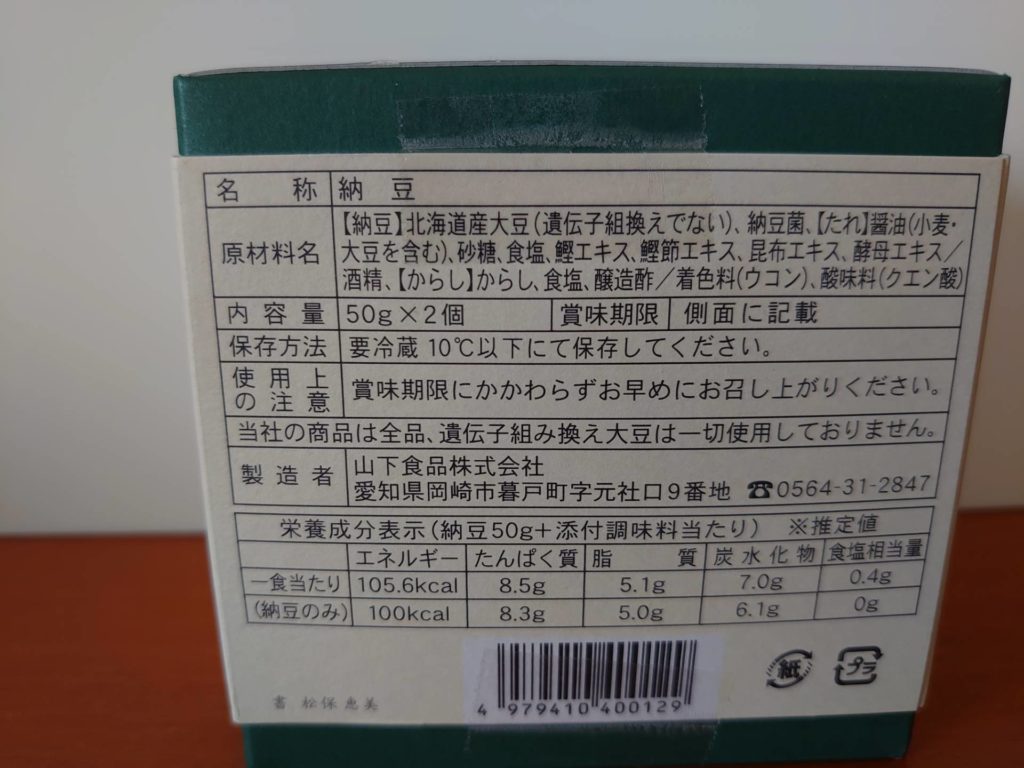 名称 納豆
原材料名 【納豆】北海道産大豆(遺伝子組換えでない)、納豆菌、【たれ】醤油(小麦・
大豆を含む)、砂糖、食塩、鰹エキス、鰹節エキス、昆布エキス、酵母エキス/
酒精、【からし】からし、食塩、醸造酢/着色料(ウコン)、酸味料(クエン酸)
内容量 50g×2個 賞味期限 側面に記載
保存方法 要冷蔵 10℃以下にて保存してください。
使用上
の注意 賞味期限にかかわらずお早めにお召し上がりください。
当社の商品は全品、遺伝子組み換え大豆は一切使用しておりません。
製造者 山下食品株式会社
愛知県岡崎市暮戸町字元社口9番地 ☎0564-31-2847
栄養成分表示(納豆50g+添付調味料当たり) ※推定値
エネルギー たんぱく質 脂質 炭水化物 食塩相当量
一食当たり 105.6kcal 8.5g 5.1g 7.0g 0.4g
(納豆のみ) 100kcal 8.3g 5.0g 6.1g 0g
紙 プラ
書 松保恵美
4 979410 400129